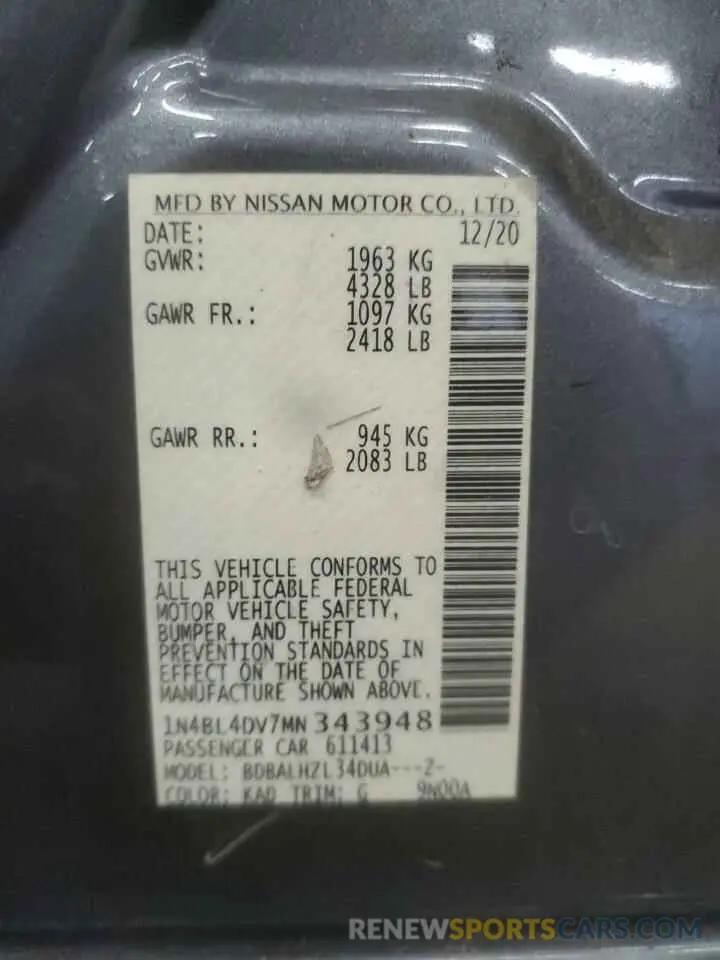 MFD BY NISSAN MOTOR CO., LTD.
DATE: 12/20
GVWR: 1963 KG
4328 LB
GAWR FR.: 1097 KG
2418 LB
GAWR RR.: 945 KG
2083 LB
THIS VEHICLE CONFORMS TO
ALL APPLICABLE FEDERAL
MOTOR VEHICLE SAFETY,
BUMPER, AND THEFT
PREVENTION STANDARDS IN
EFFECT ON THE DATE OF
MANUFACTURE SHOWN ABOVE.
1N4BL4DV7MN343948
PASSENGER CAR 611413
MODEL: BDBALHZL34DUA---Z-
COLOR: KAD TRIM: G 9N00A
RENEWSPORTSCARS.COM